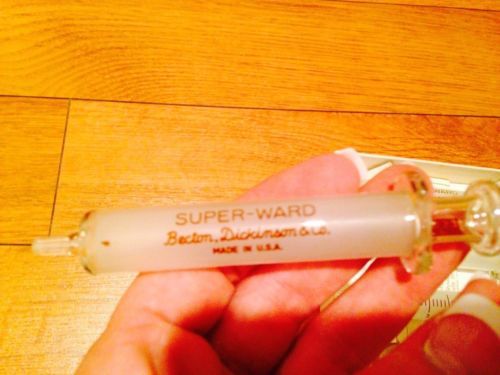 SUPER-WARD
Becton, Dickinson & Co.
MADE IN U.S.A.